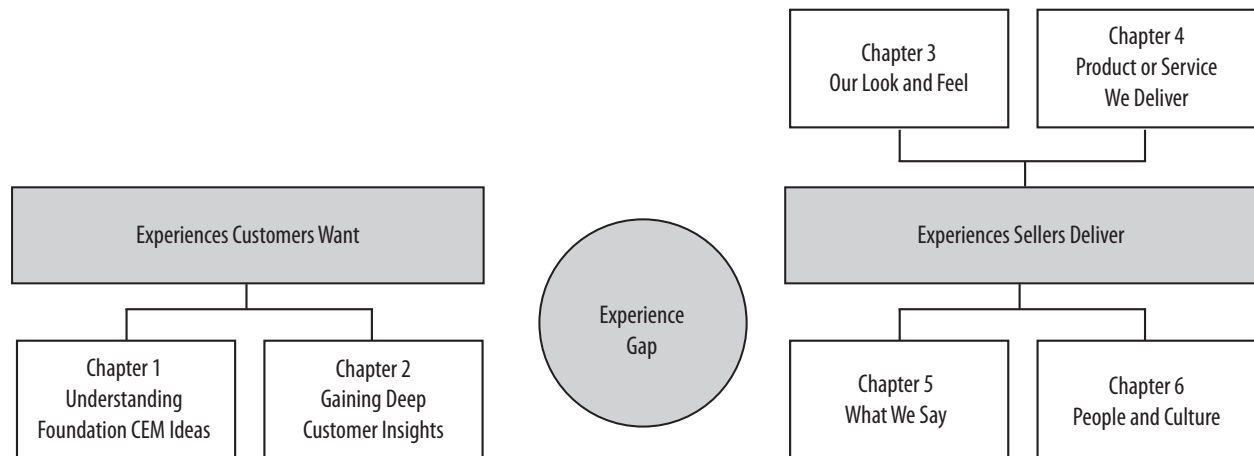 Chapter 3
Our Look and Feel
Chapter 4
Product or Service
We Deliver
Experiences Customers Want
Experiences Sellers Deliver
Experience
Gap
Chapter 1
Understanding
Foundation CEM Ideas
Chapter 2
Gaining Deep
Customer Insights
Chapter 5
What We Say
Chapter 6
People and Culture